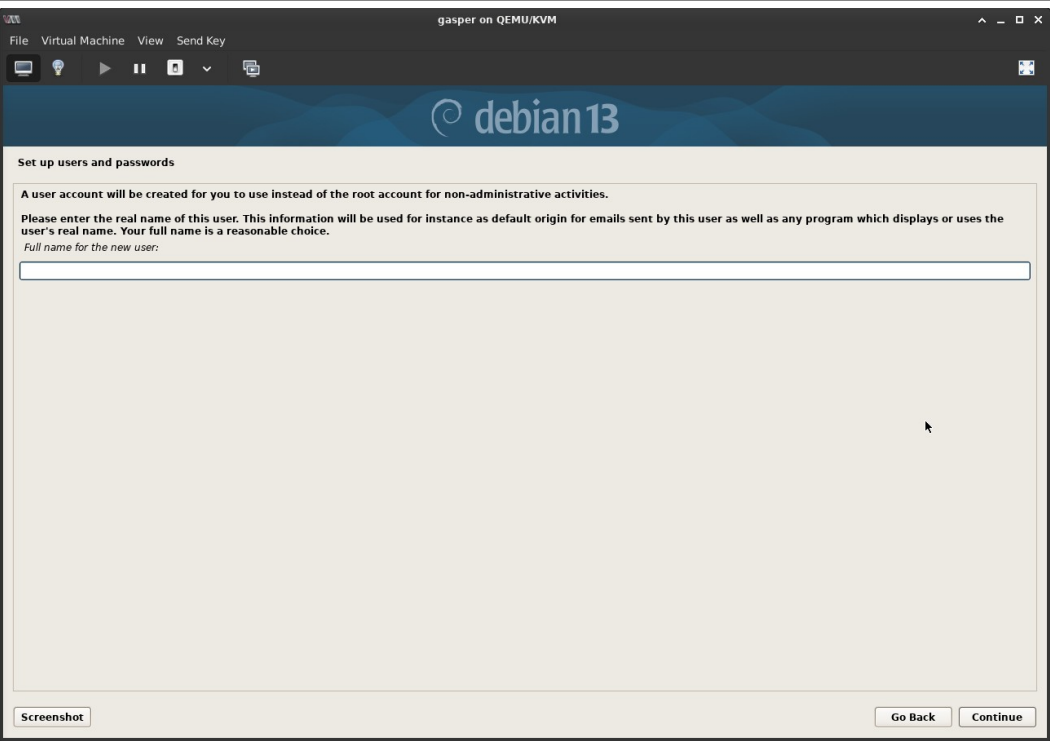 gasper on QEMU/KVM
File Virtual Machine View Send Key
debian 13
Set up users and passwords
A user account will be created for you to use instead of the root account for non-administrative activities.
Please enter the real name of this user. This information will be used for instance as default origin for emails sent by this user as well as any program which displays or uses the
user's real name. Your full name is a reasonable choice.
Full name for the new user:
Screenshot Go Back Continue